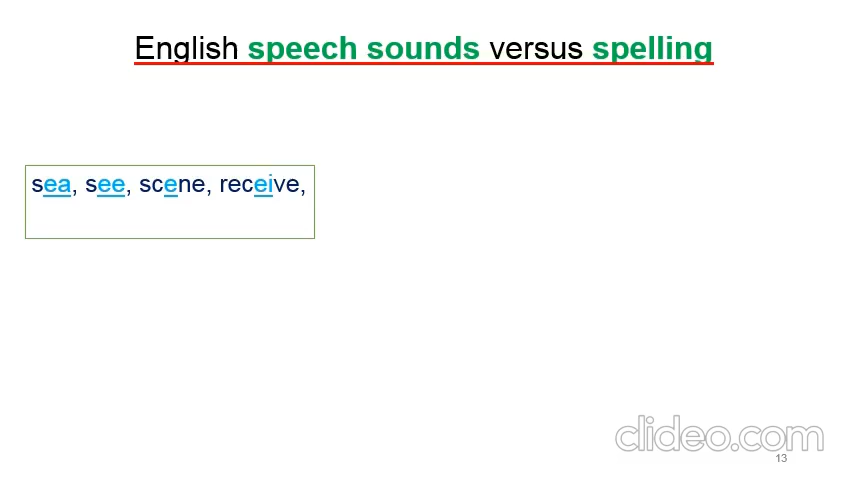 English speech sounds versus spelling
sea, see, scene, receive,
clideo.com
13